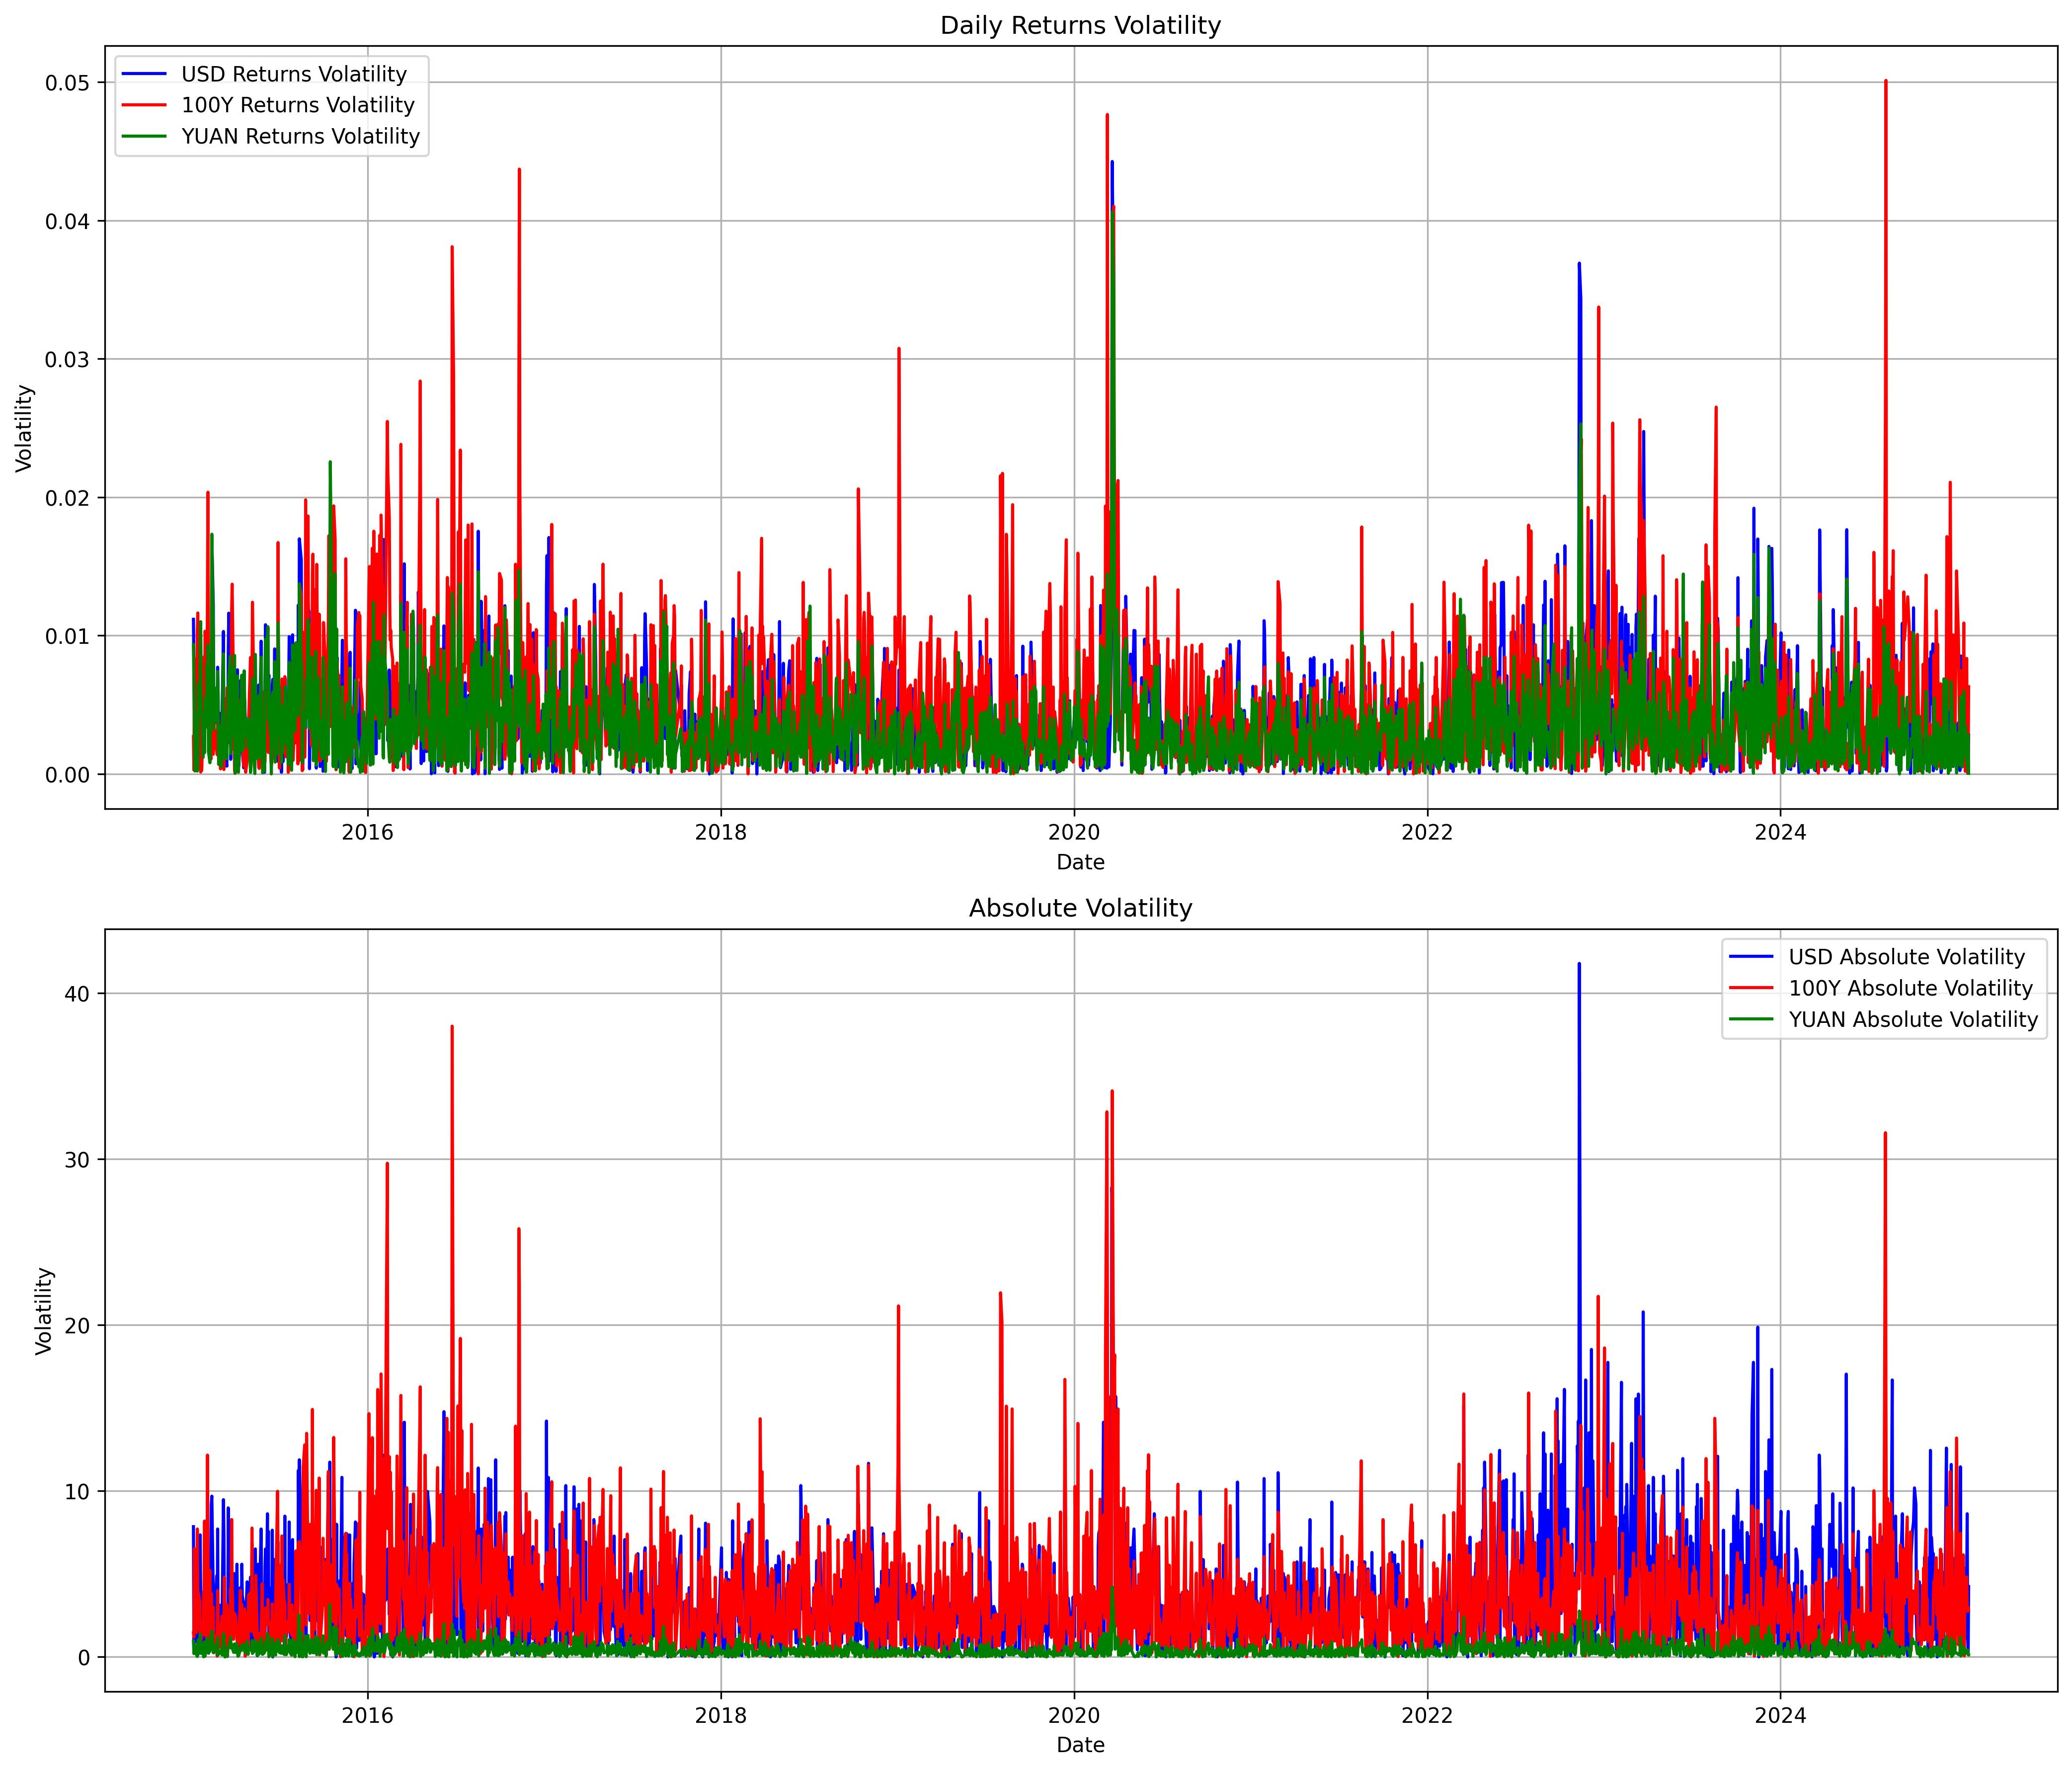 Daily Returns Volatility
USD Returns Volatility
100Y Returns Volatility
YUAN Returns Volatility
Volatility
0.05
0.04
0.03
0.02
0.01
0.00
2016
2018
2020
2022
2024
Date
Absolute Volatility
USD Absolute Volatility
100Y Absolute Volatility
YUAN Absolute Volatility
Volatility
40
30
20
10
0
2016
2018
2020
2022
2024
Date